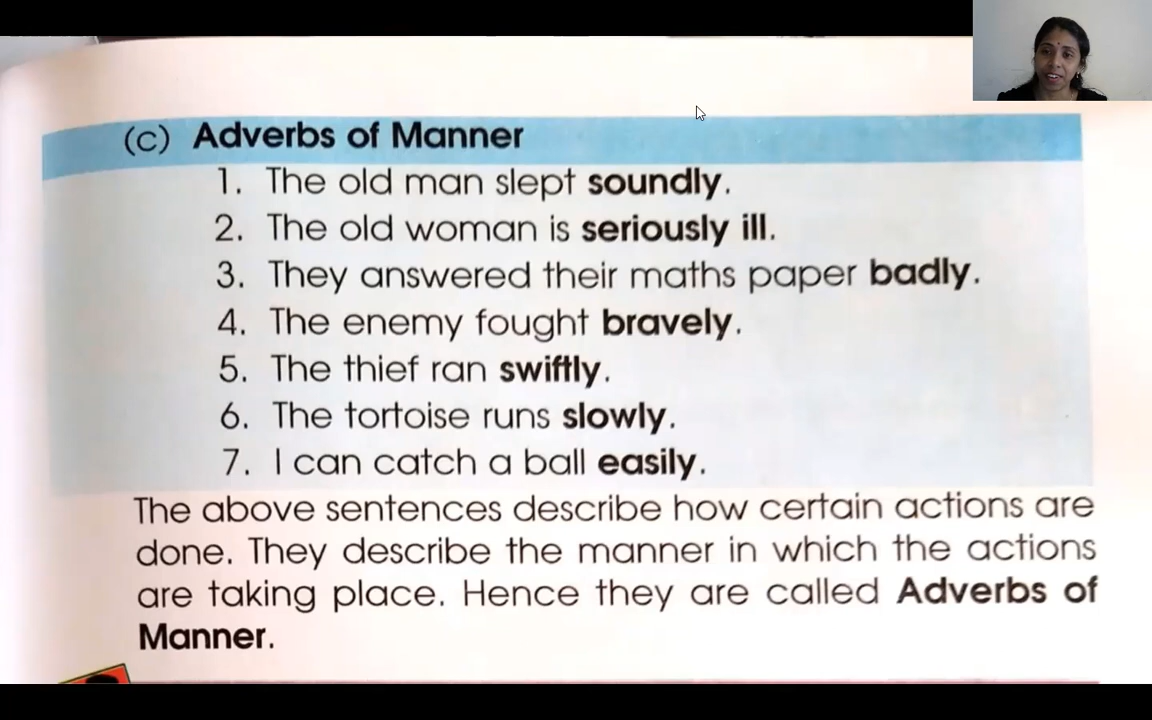 (c) Adverbs of Manner
1. The old man slept soundly.
2. The old woman is seriously ill.
3. They answered their maths paper badly.
4. The enemy fought bravely.
5. The thief ran swiftly.
6. The tortoise runs slowly.
7. I can catch a ball easily.
The above sentences describe how certain actions are
done. They describe the manner in which the actions
are taking place. Hence they are called Adverbs of
Manner.